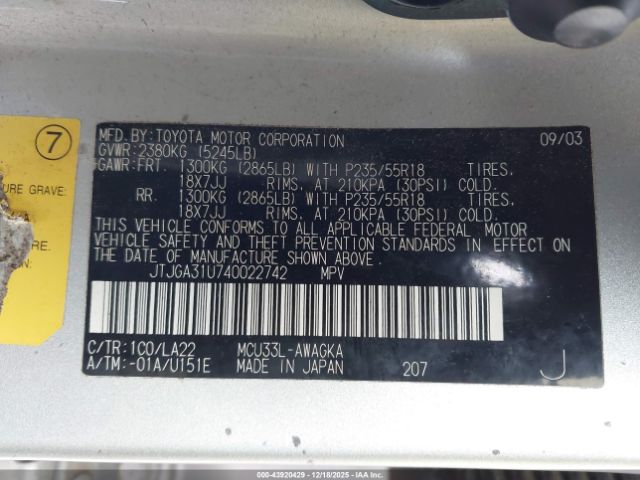 7
URE GRAVE:
MFD. BY: TOYOTA MOTOR CORPORATION 09/03
GVWR: 2380KG (5245LB)
GAWR: FRT. 1300KG (2865LB) WITH P235/55R18 TIRES,
18X7JJ RIMS, AT 210KPA (30PSI) COLD.
RR. 1300KG (2865LB) WITH P235/55R18 TIRES,
18X7JJ RIMS, AT 210KPA (30PSI) COLD.
THIS VEHICLE CONFORMS TO ALL APPLICABLE FEDERAL MOTOR
VEHICLE SAFETY AND THEFT PREVENTION STANDARDS IN EFFECT ON
THE DATE OF MANUFACTURE SHOWN ABOVE.
JTJGA31U740022742 MPV
C/TR: 1C0/LA22 MCU33L-AWAGKA
A/TM: -01A/U151E MADE IN JAPAN 207 J
000-43920429 - 12/18/2025 - IAAI.COM